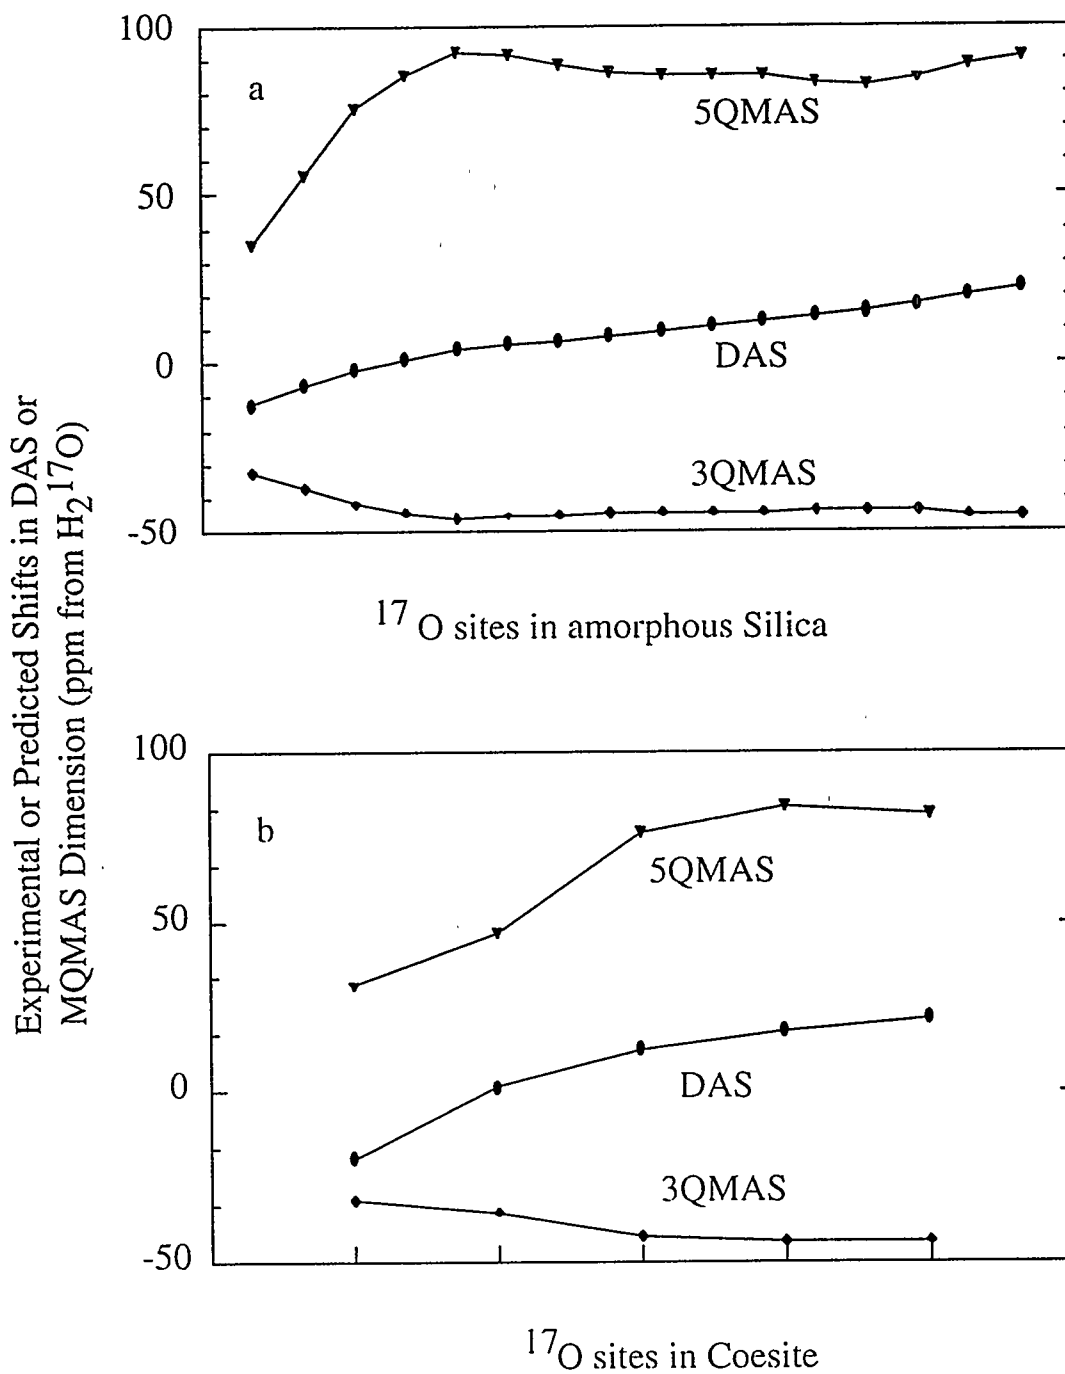 Experimental or Predicted Shifts in DAS or
MQMAS Dimension (ppm from H2 17O)
100
50
0
-50
a
5QMAS
DAS
3QMAS
17 O sites in amorphous Silica
100
50
0
-50
b
5QMAS
DAS
3QMAS
17O sites in Coesite